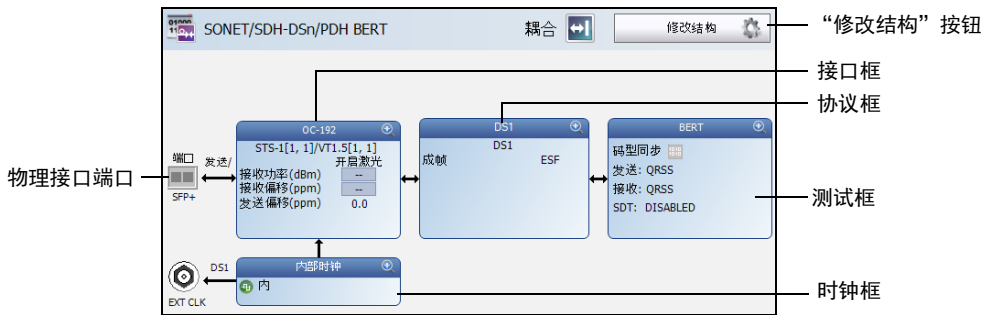 SONET/SDH-DSn/PDH BERT
耦合
修改结构
“修改结构”按钮
接口框
协议框
OC-192
DS1
BERT
STS-1[1, 1]/VT1.5[1, 1]
DS1
码型同步
端口
发送/
开启激光
成帧
ESF
接收功率(dBm)
--
发送: QRSS
物理接口端口
接收偏移(ppm)
--
接收: QRSS
测试框
SFP+
发送偏移(ppm)
0.0
SDT: DISABLED
DS1
内部时钟
内
时钟框
EXT CLK